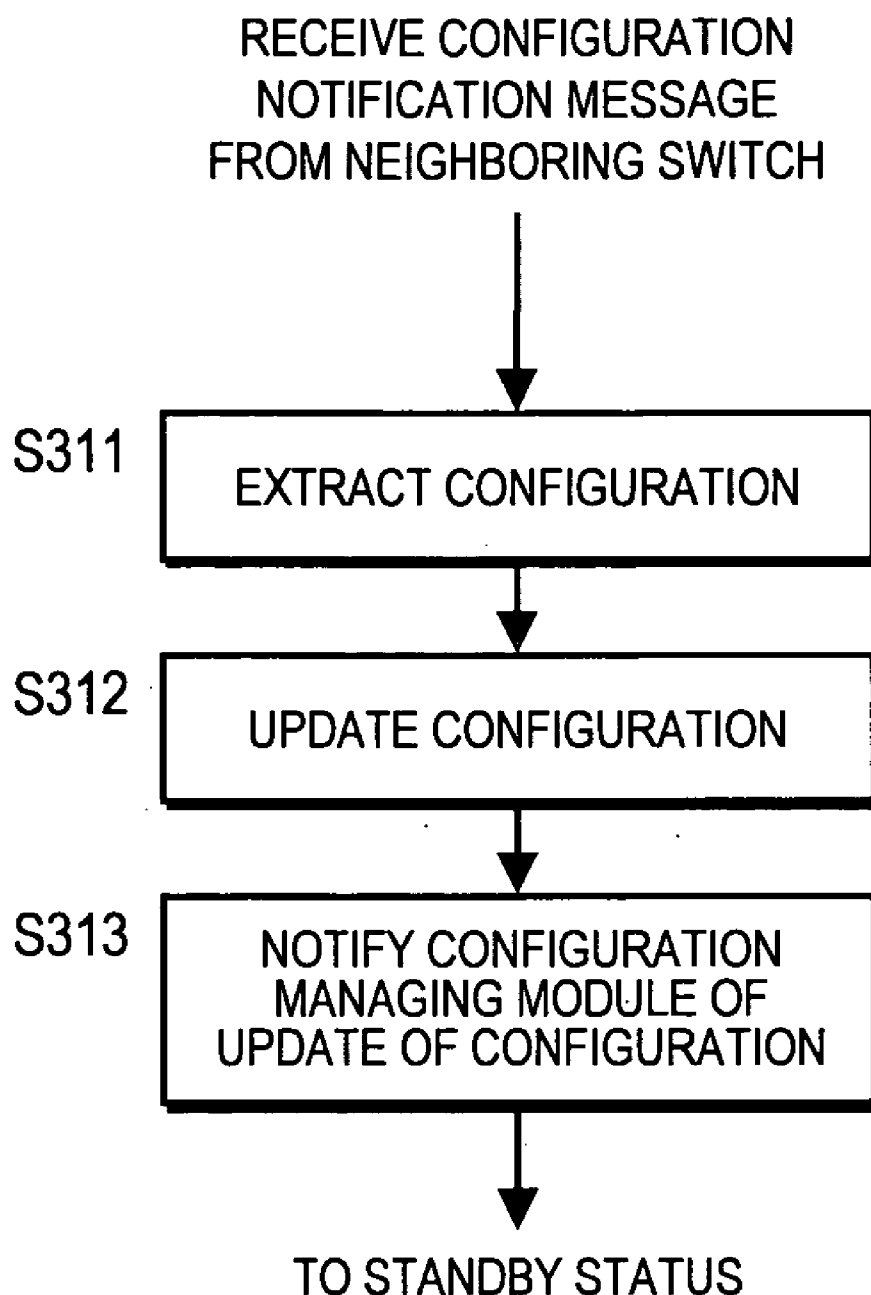 RECEIVE CONFIGURATION
NOTIFICATION MESSAGE
FROM NEIGHBORING SWITCH
S311
EXTRACT CONFIGURATION
S312
UPDATE CONFIGURATION
S313
NOTIFY CONFIGURATION
MANAGING MODULE OF
UPDATE OF CONFIGURATION
TO STANDBY STATUS